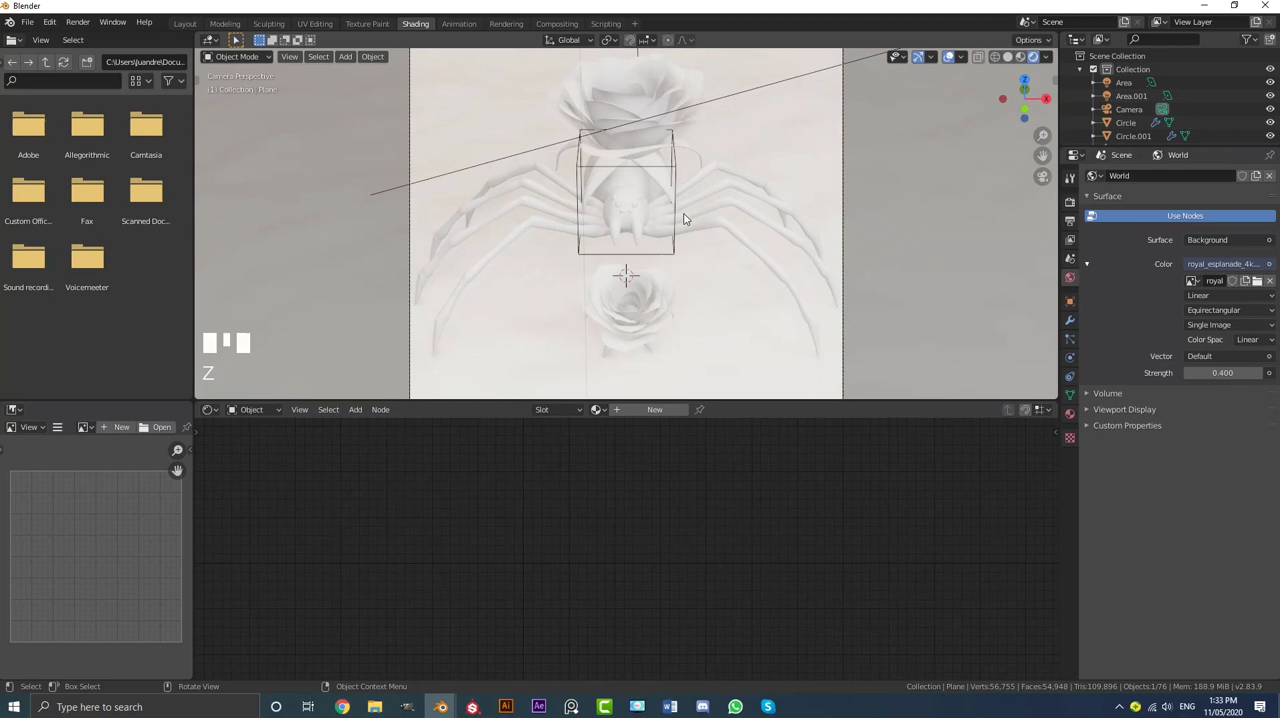 Blender
File Edit Render Window Help Layout Modeling Sculpting UV Editing Texture Paint Shading Animation Rendering Compositing Scripting + Scene View Layer
View Select Global Options
C:\Users\juandre\Docu... Object Mode View Select Add Object
Camera Perspective
(1) Collection | Plane
Adobe Allegorithmic Camtasia
Custom Offic... Fax Scanned Doc...
Sound recordi... Voicemeeter
Z
Z
X
Scene Collection
Collection
Area
Area.001
Camera
Circle
Circle.001
Scene World
World
Surface
Use Nodes
Surface Background
Color royal_esplanade_4k...
royal
Linear
Equirectangular
Single Image
Color Spac Linear
Vector Default
Strength 0.400
Volume
Viewport Display
Custom Properties
Object View Select Add Node Slot + New
View + New Open
Select Box Select Rotate View Object Context Menu Collection | Plane | Verts:56,755 | Faces:54,948 | Tris:109,896 | Objects:1/76 | Mem: 188.9 MiB | v2.83.9
Type here to search ENG 1:33 PM
11/05/2020